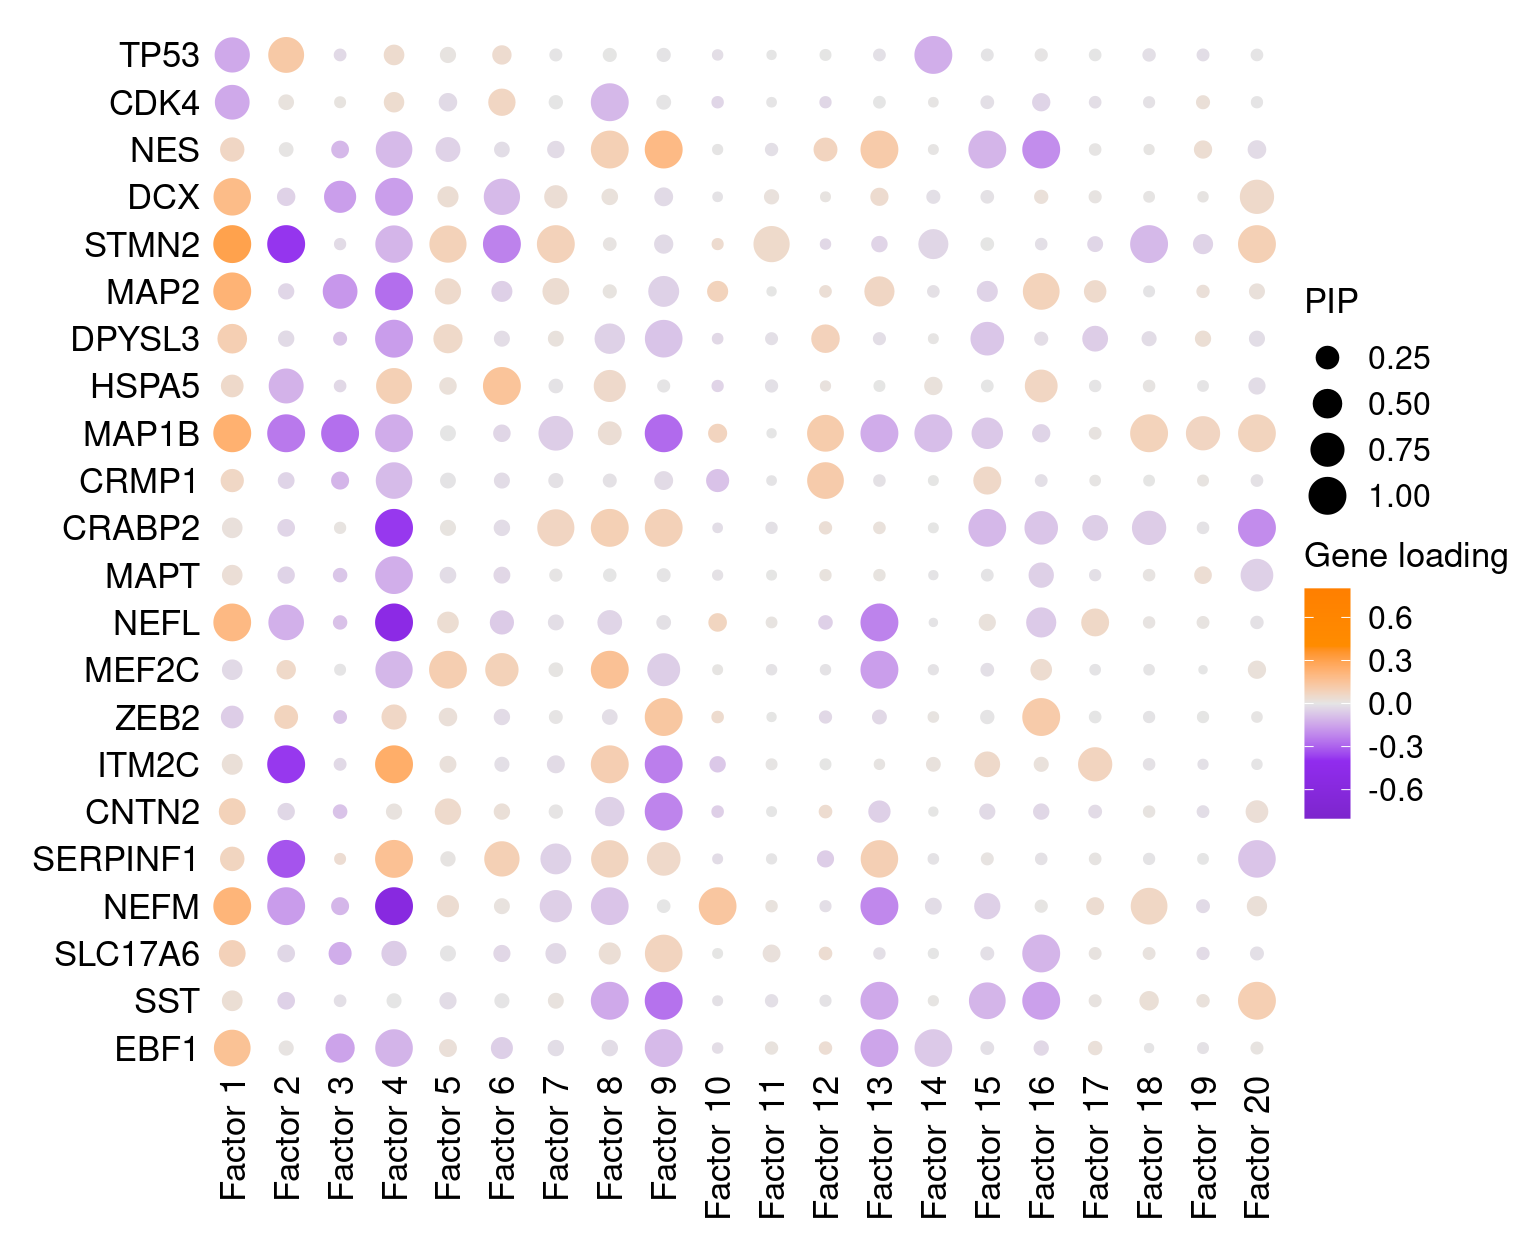 TP53
CDK4
NES
DCX
STMN2
MAP2
DPYSL3
HSPA5
MAP1B
CRMP1
CRABP2
MAPT
NEFL
MEF2C
ZEB2
ITM2C
CNTN2
SERPINF1
NEFM
SLC17A6
SST
EBF1
Factor 1
Factor 2
Factor 3
Factor 4
Factor 5
Factor 6
Factor 7
Factor 8
Factor 9
Factor 10
Factor 11
Factor 12
Factor 13
Factor 14
Factor 15
Factor 16
Factor 17
Factor 18
Factor 19
Factor 20
PIP
0.25
0.50
0.75
1.00
Gene loading
0.6
0.3
0.0
-0.3
-0.6